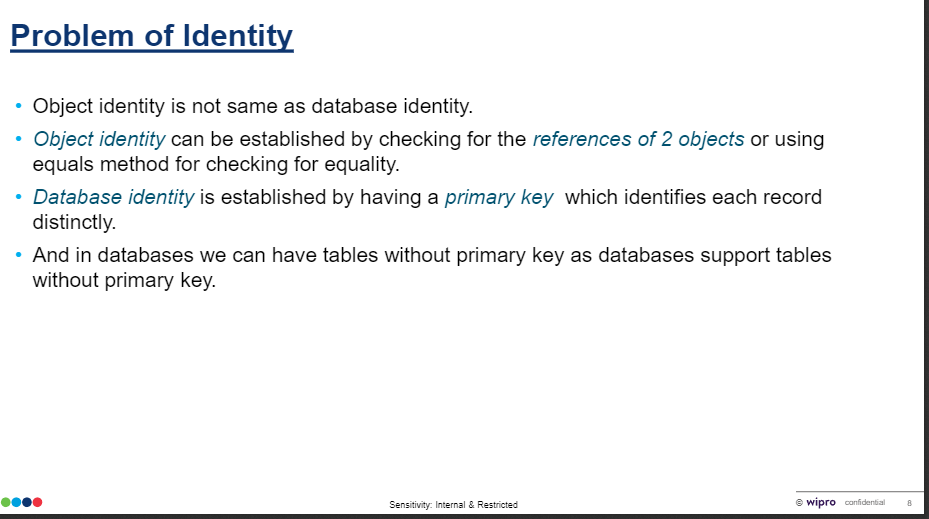 Problem of Identity
• Object identity is not same as database identity.
• Object identity can be established by checking for the references of 2 objects or using
equals method for checking for equality.
• Database identity is established by having a primary key which identifies each record
distinctly.
• And in databases we can have tables without primary key as databases support tables
without primary key.
Sensitivity: Internal & Restricted
© wipro confidential 8